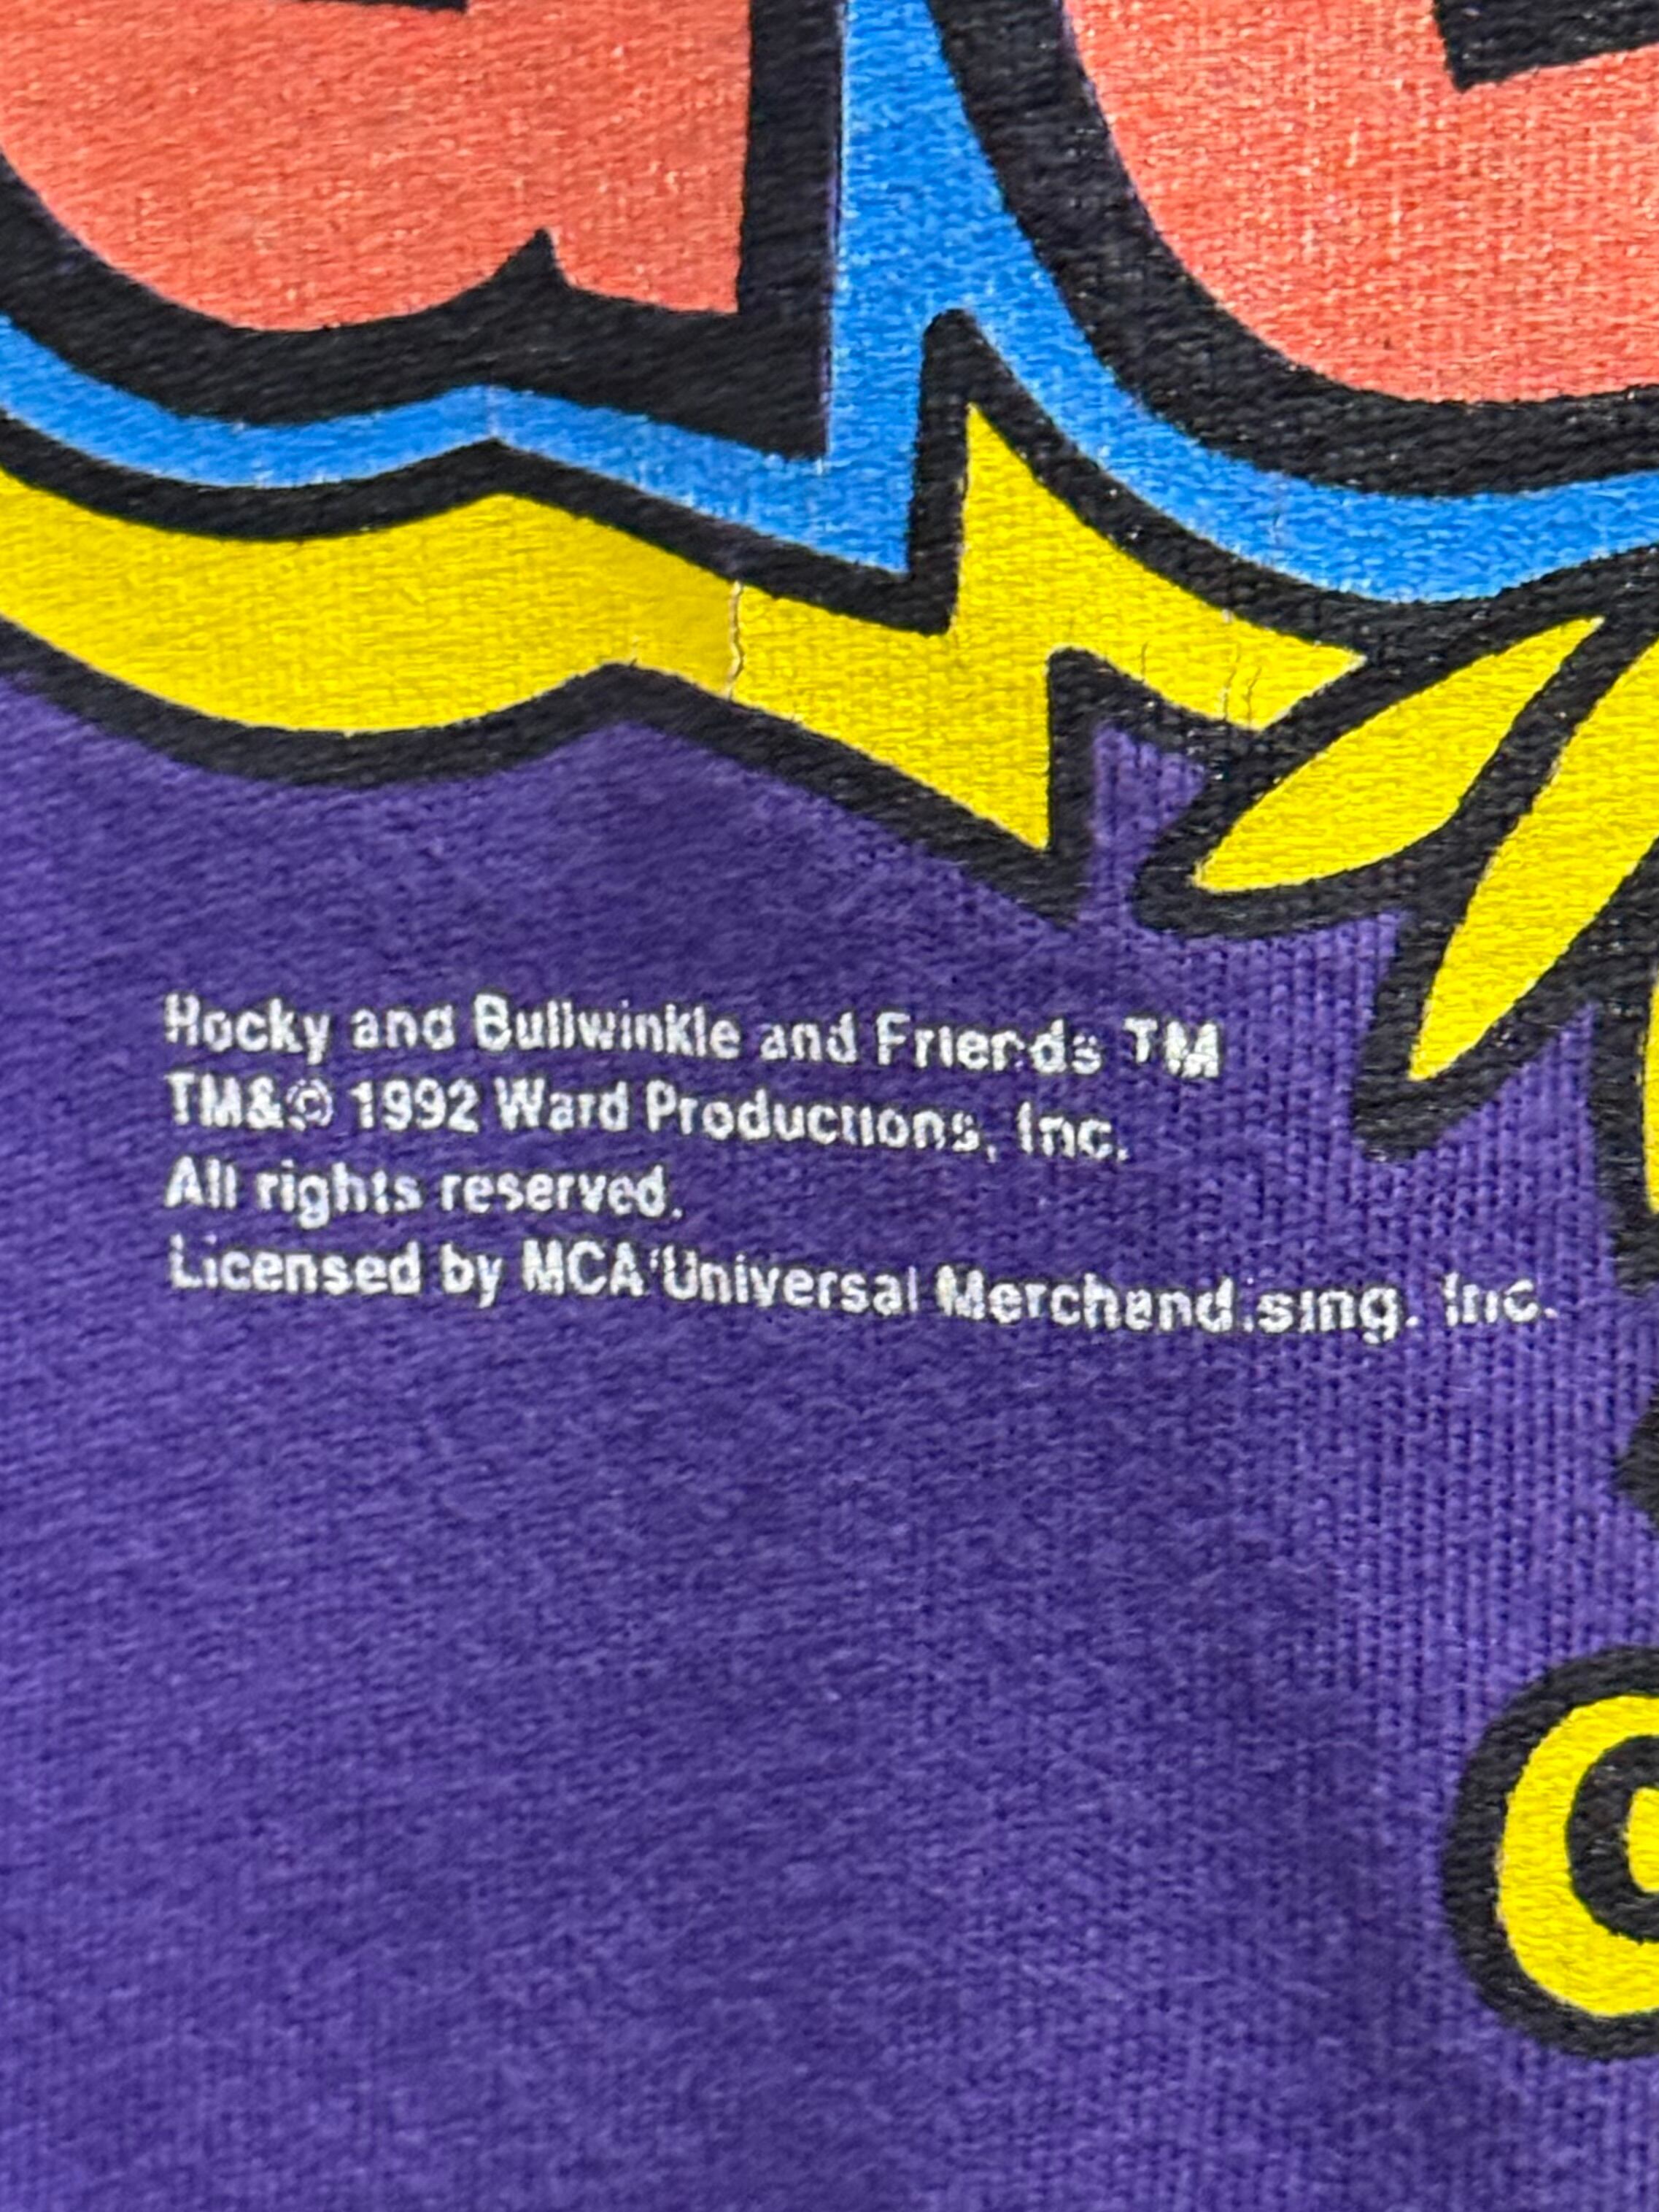 Rocky and Bullwinkle and Friends TM
TM&© 1992 Ward Productions, Inc.
All rights reserved.
Licensed by MCA/Universal Merchandising. Inc.